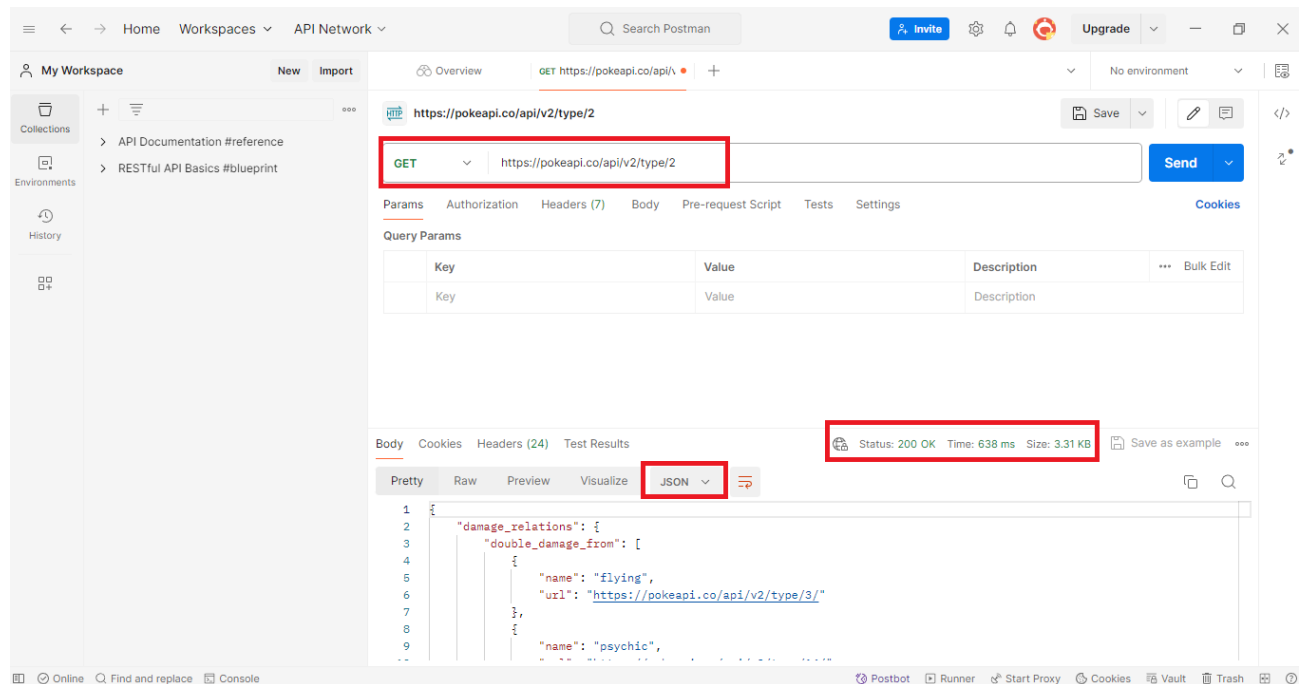 Home Workspaces API Network Search Postman Invite Upgrade
My Workspace New Import Overview GET https://pokeapi.co/api/v No environment
Collections
Environments
History
API Documentation #reference
RESTful API Basics #blueprint
HTTP https://pokeapi.co/api/v2/type/2 Save
GET https://pokeapi.co/api/v2/type/2 Send
Params Authorization Headers (7) Body Pre-request Script Tests Settings Cookies
Query Params
Key Value Description Bulk Edit
Key Value Description
Body Cookies Headers (24) Test Results Status: 200 OK Time: 638 ms Size: 3.31 KB Save as example
Pretty Raw Preview Visualize JSON
1 {
2 "damage_relations": {
3 "double_damage_from": [
4 {
5 "name": "flying",
6 "url": "https://pokeapi.co/api/v2/type/3/"
7 },
8 {
9 "name": "psychic",
Online Find and replace Console Postbot Runner Start Proxy Cookies Vault Trash